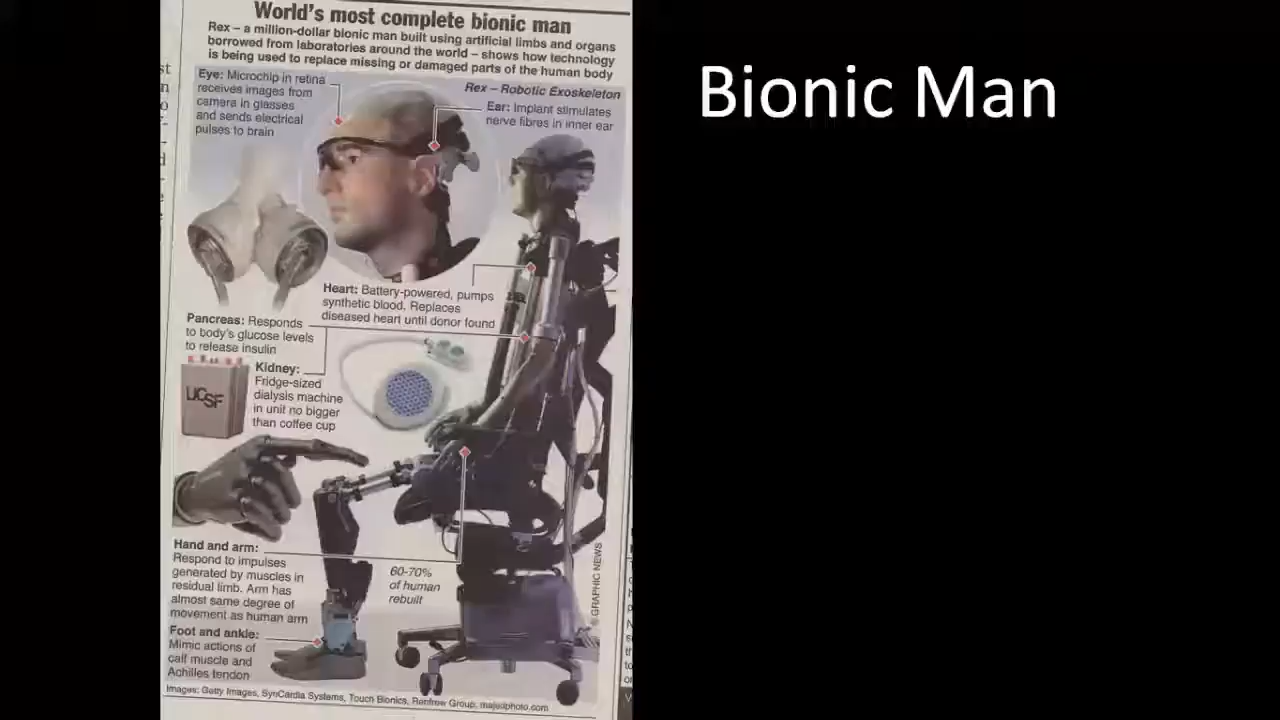 World's most complete bionic man
Rex – a million-dollar bionic man built using artificial limbs and organs
borrowed from laboratories around the world – shows how technology
is being used to replace missing or damaged parts of the human body
Rex – Robotic Exoskeleton
Eye: Microchip in retina
receives images from
camera in glasses
and sends electrical
pulses to brain
Ear: Implant stimulates
nerve fibres in inner ear
Heart: Battery-powered, pumps
synthetic blood. Replaces
diseased heart until donor found
Pancreas: Responds
to body's glucose levels
to release insulin
Kidney:
Fridge-sized
dialysis machine
in unit no bigger
than coffee cup
UCSF
Hand and arm:
Respond to impulses
generated by muscles in
residual limb. Arm has
almost same degree of
movement as human arm
60-70%
of human
rebuilt
Foot and ankle:
Mimic actions of
calf muscle and
Achilles tendon
© GRAPHIC NEWS
Images: Getty Images, SynCardia Systems, Touch Bionics, Renfrew Group, majedphoto.com
Bionic Man